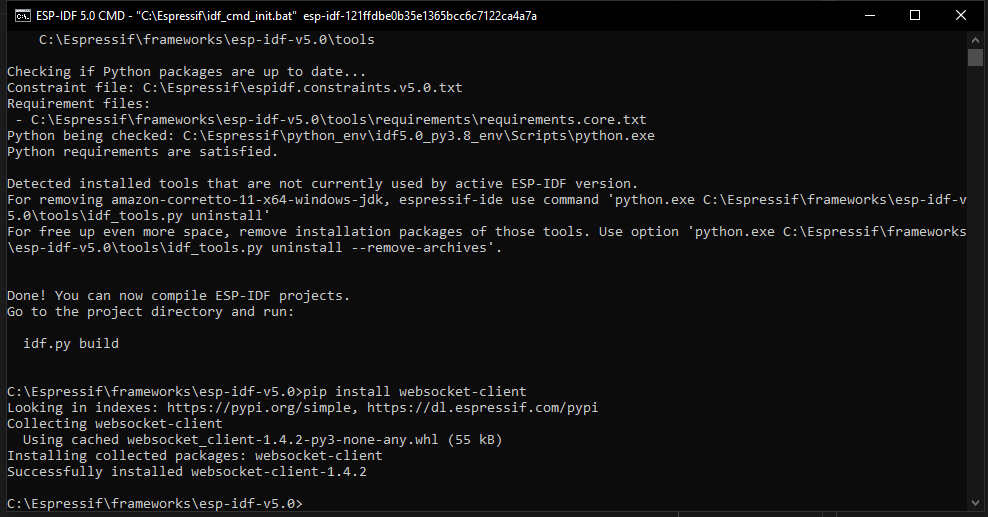 ESP-IDF 5.0 CMD - "C:\Espressif\idf_cmd_init.bat" esp-idf-121ffdbe0b35e1365bcc6c7122ca4a7a
C:\Espressif\frameworks\esp-idf-v5.0\tools
Checking if Python packages are up to date...
Constraint file: C:\Espressif\espidf.constraints.v5.0.txt
Requirement files:
- C:\Espressif\frameworks\esp-idf-v5.0\tools\requirements\requirements.core.txt
Python being checked: C:\Espressif\python_env\idf5.0_py3.8_env\Scripts\python.exe
Python requirements are satisfied.
Detected installed tools that are not currently used by active ESP-IDF version.
For removing amazon-corretto-11-x64-windows-jdk, espressif-ide use command 'python.exe C:\Espressif\frameworks\esp-idf-v
5.0\tools\idf_tools.py uninstall'
For free up even more space, remove installation packages of those tools. Use option 'python.exe C:\Espressif\frameworks
\esp-idf-v5.0\tools\idf_tools.py uninstall --remove-archives'.
Done! You can now compile ESP-IDF projects.
Go to the project directory and run:
idf.py build
C:\Espressif\frameworks\esp-idf-v5.0>pip install websocket-client
Looking in indexes: https://pypi.org/simple, https://dl.espressif.com/pypi
Collecting websocket-client
Using cached websocket_client-1.4.2-py3-none-any.whl (55 kB)
Installing collected packages: websocket-client
Successfully installed websocket-client-1.4.2
C:\Espressif\frameworks\esp-idf-v5.0>